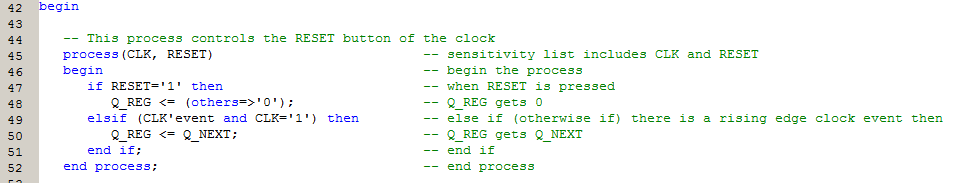 42 begin
43
44 -- This process controls the RESET button of the clock
45 process(CLK, RESET) -- sensitivity list includes CLK and RESET
46 begin -- begin the process
47 if RESET='1' then -- when RESET is pressed
48 Q_REG <= (others=>'0'); -- Q_REG gets 0
49 elsif (CLK'event and CLK='1') then -- else if (otherwise if) there is a rising edge clock event then
50 Q_REG <= Q_NEXT; -- Q_REG gets Q_NEXT
51 end if; -- end if
52 end process; -- end process